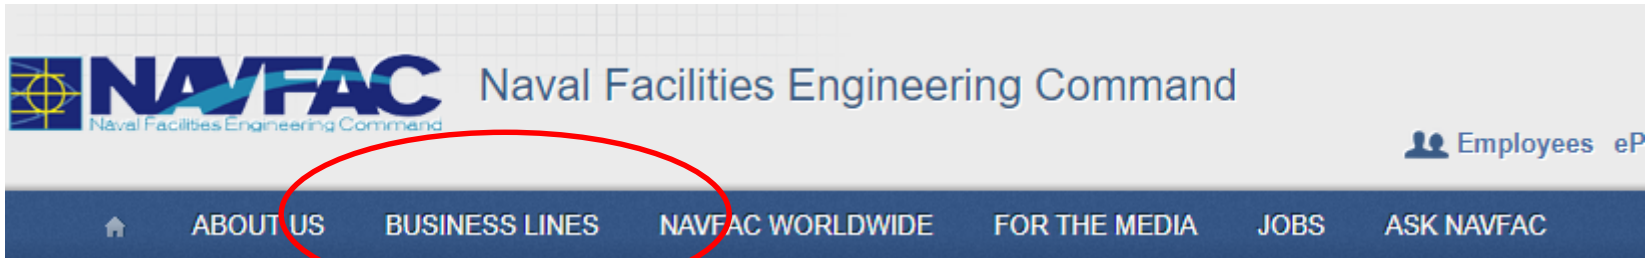 NAVFAC
Naval Facilities Engineering Command
Naval Facilities Engineering Command
Employees eP
ABOUT US BUSINESS LINES NAVFAC WORLDWIDE FOR THE MEDIA JOBS ASK NAVFAC